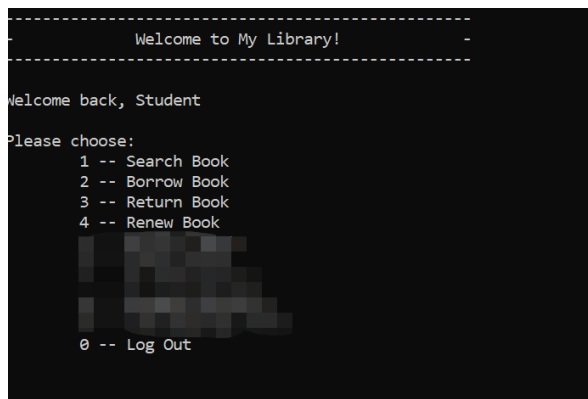 --------------------------------------------------
- Welcome to My Library! -
--------------------------------------------------
Welcome back, Student
Please choose:
1 -- Search Book
2 -- Borrow Book
3 -- Return Book
4 -- Renew Book
0 -- Log Out